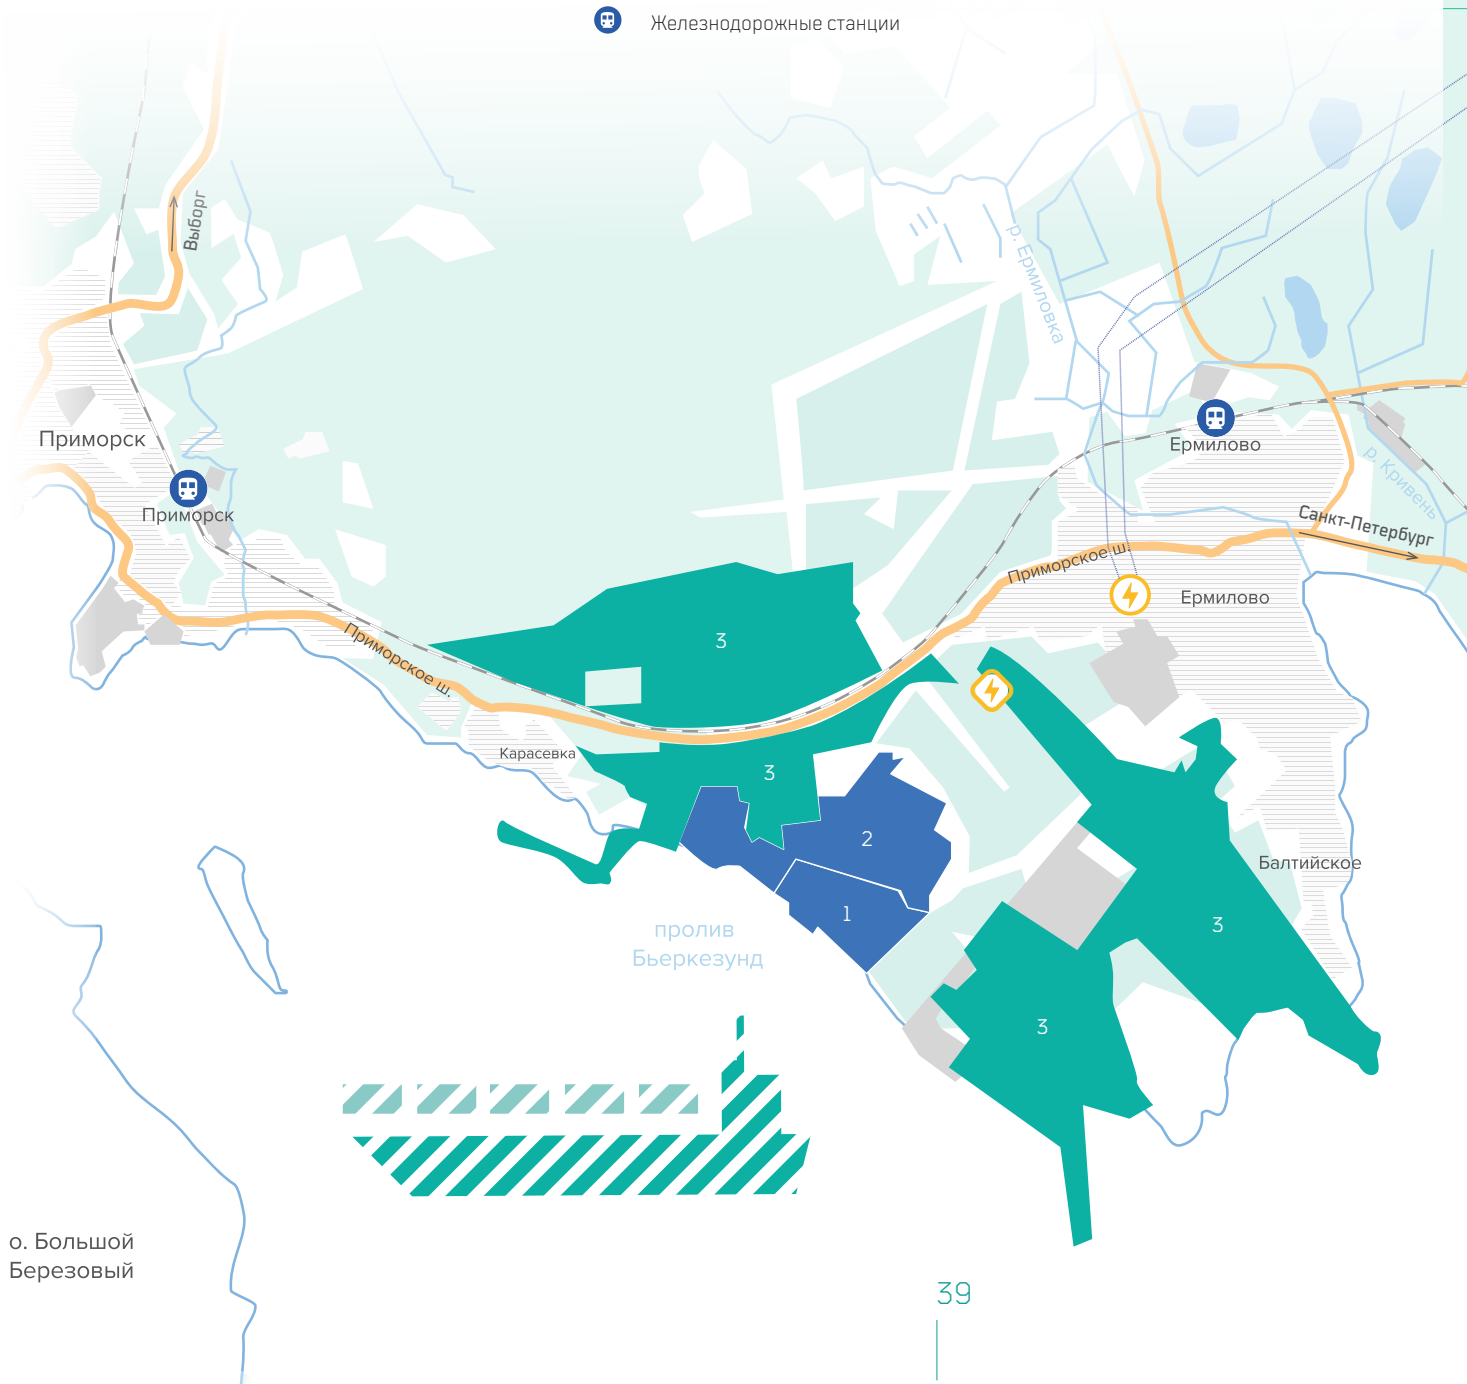 Железнодорожные станции
Выборг
р. Ермиловка
Приморск
Ермилово
р. Кривень
Приморск
Санкт-Петербург
Приморское ш.
Ермилово
3
Приморское ш.
Карасевка
3
2
Балтийское
1
3
пролив
Бьеркезунд
3
о. Большой
Березовый
39